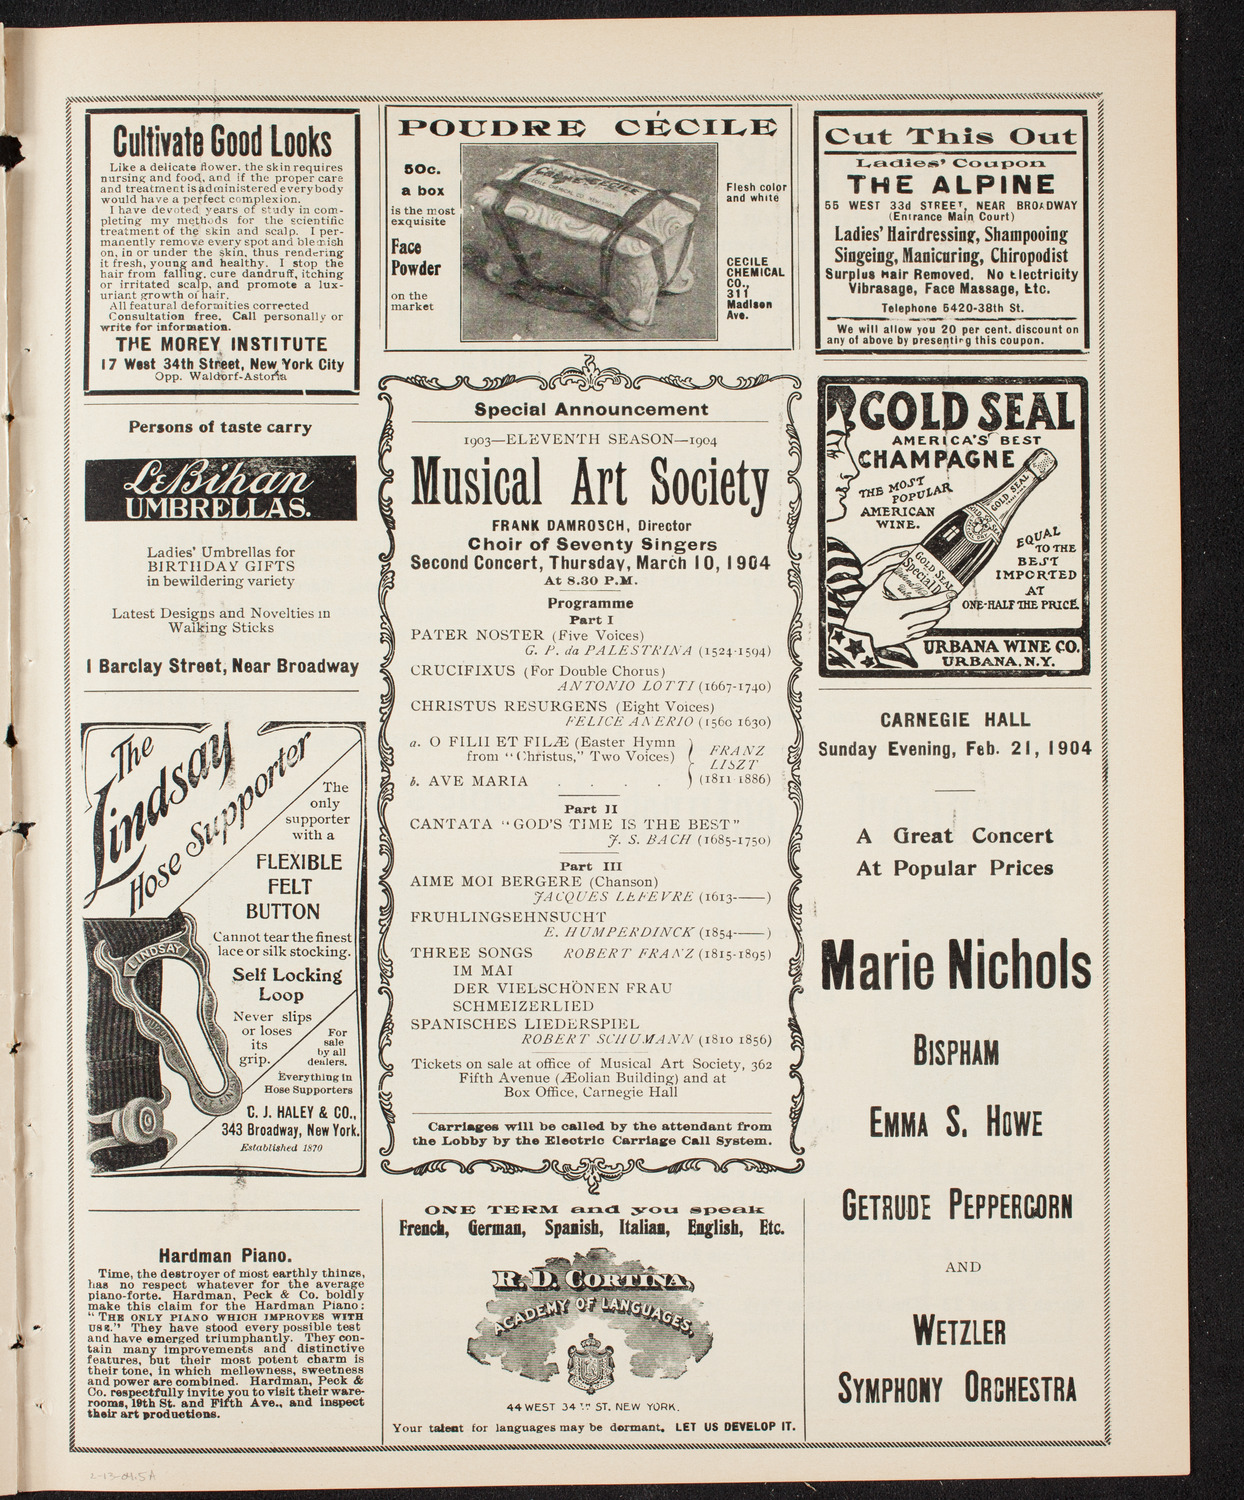 Cultivate Good Looks
Like a delicate flower, the skin requires
nursing and food, and if the proper care
and treatment is administered everybody
would have a perfect complexion.
I have devoted years of study in com-
pleting my methods for the scientific
treatment of the skin and scalp. I per-
manently remove every spot and blemish
on, in or under the skin, thus rendering
it fresh, young and healthy. I stop the
hair from falling, cure dandruff, itching
or irritated scalp, and promote a lux-
uriant growth of hair.
All featural deformities corrected
Consultation free. Call personally or
write for information.
THE MOREY INSTITUTE
17 West 34th Street, New York City
Opp. Waldorf-Astoria
Persons of taste carry
LeBihan
UMBRELLAS.
Ladies' Umbrellas for
BIRTHDAY GIFTS
in bewildering variety
Latest Designs and Novelties in
Walking Sticks
1 Barclay Street, Near Broadway
The
Lindsay
Hose Supporter
The
only
supporter
with a
FLEXIBLE
FELT
BUTTON
Cannot tear the finest
lace or silk stocking.
Self Locking
Loop
Never slips
or loses
its
grip.
For
sale
by all
dealers.
Everything in
Hose Supporters
C. J. HALEY & CO.,
343 Broadway, New York.
Established 1870
LINDSAY
Hardman Piano.
Time, the destroyer of most earthly things,
has no respect whatever for the average
piano-forte. Hardman, Peck & Co. boldly
make this claim for the Hardman Piano:
"THE ONLY PIANO WHICH IMPROVES WITH
USE." They have stood every possible test
and have emerged triumphantly. They con-
tain many improvements and distinctive
features, but their most potent charm is
their tone, in which mellowness, sweetness
and power are combined. Hardman, Peck &
Co. respectfully invite you to visit their ware-
rooms, 19th St. and Fifth Ave., and inspect
their art productions.
POUDRE CÉCILE
50c.
a box
is the most
exquisite
Face
Powder
on the
market
Flesh color
and white
CECILE
CHEMICAL
CO.,
311
Madison
Ave.
Special Announcement
1903—ELEVENTH SEASON—1904
Musical Art Society
FRANK DAMROSCH, Director
Choir of Seventy Singers
Second Concert, Thursday, March 10, 1904
At 8.30 P.M.
Programme
Part I
PATER NOSTER (Five Voices)
G. P. da PALESTRINA (1524-1594)
CRUCIFIXUS (For Double Chorus)
ANTONIO LOTTI (1667-1740)
CHRISTUS RESURGENS (Eight Voices)
FELICE ANERIO (1560 1630)
a. O FILII ET FILÆ (Easter Hymn
from "Christus," Two Voices)
b. AVE MARIA . . . .
FRANZ
LISZT
(1811 1886)
Part II
CANTATA "GOD'S TIME IS THE BEST"
J. S. BACH (1685-1750)
Part III
AIME MOI BERGERE (Chanson)
JACQUES LEFEVRE (1613-——)
FRUHLINGSEHNSUCHT
E. HUMPERDINCK (1854-——)
THREE SONGS ROBERT FRANZ (1815-1895)
IM MAI
DER VIELSCHÖNEN FRAU
SCHMEIZERLIED
SPANISCHES LIEDERSPIEL
ROBERT SCHUMANN (1810 1856)
Tickets on sale at office of Musical Art Society, 362
Fifth Avenue (Æolian Building) and at
Box Office, Carnegie Hall
Carriages will be called by the attendant from
the Lobby by the Electric Carriage Call System.
ONE TERM and you speak
French, German, Spanish, Italian, English, Etc.
R. D. CORTINA,
ACADEMY OF LANGUAGES,
44 WEST 34TH ST. NEW YORK.
Your talent for languages may be dormant, LET US DEVELOP IT.
Cut This Out
Ladies' Coupon
THE ALPINE
55 WEST 33d STREET, NEAR BROADWAY
(Entrance Main Court)
Ladies' Hairdressing, Shampooing
Singeing, Manicuring, Chiropodist
Surplus Hair Removed. No Electricity
Vibrasage, Face Massage, Etc.
Telephone 5420-38th St.
We will allow you 20 per cent. discount on
any of above by presenting this coupon.
GOLD SEAL
AMERICA'S BEST
CHAMPAGNE
THE MOST
POPULAR
AMERICAN
WINE.
GOLD SEAL
GOLD SEAL
Special
EQUAL
TO THE
BEST
IMPORTED
AT
ONE-HALF THE PRICE.
URBANA WINE CO.
URBANA, N.Y.
CARNEGIE HALL
Sunday Evening, Feb. 21, 1904
A Great Concert
At Popular Prices
Marie Nichols
BISPHAM
EMMA S. HOWE
GETRUDE PEPPERCORN
AND
WETZLER
SYMPHONY ORCHESTRA
2-13-04.5A